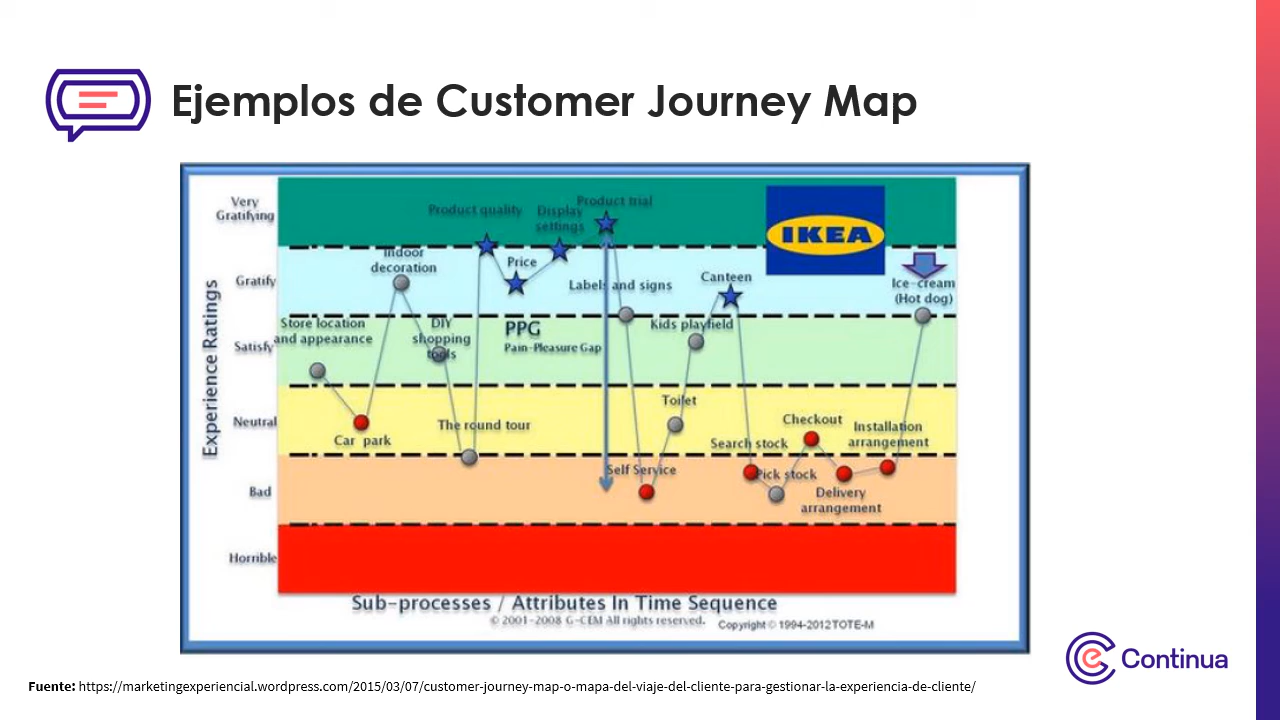 Ejemplos de Customer Journey Map
Very
Gratifying
Gratify
Satisfy
Neutral
Bad
Horrible
Experience Ratings
Product quality
Display
settings
Product trial
IKEA
Indoor
decoration
Price
Labels and signs
Canteen
Ice-cream
(Hot dog)
Store location
and appearance
DIY
shopping
tools
PPG
Pain-Pleasure Gap
Kids playfield
Car park
The round tour
Toilet
Search stock
Checkout
Installation
arrangement
Self Service
Pick stock
Delivery
arrangement
Sub-processes / Attributes In Time Sequence
© 2001-2008 G-CEM All rights reserved.
Copyright © 1994-2012 TOTE-M
Continua
Fuente: https://marketingexperiencial.wordpress.com/2015/03/07/customer-journey-map-o-mapa-del-viaje-del-cliente-para-gestionar-la-experiencia-de-cliente/